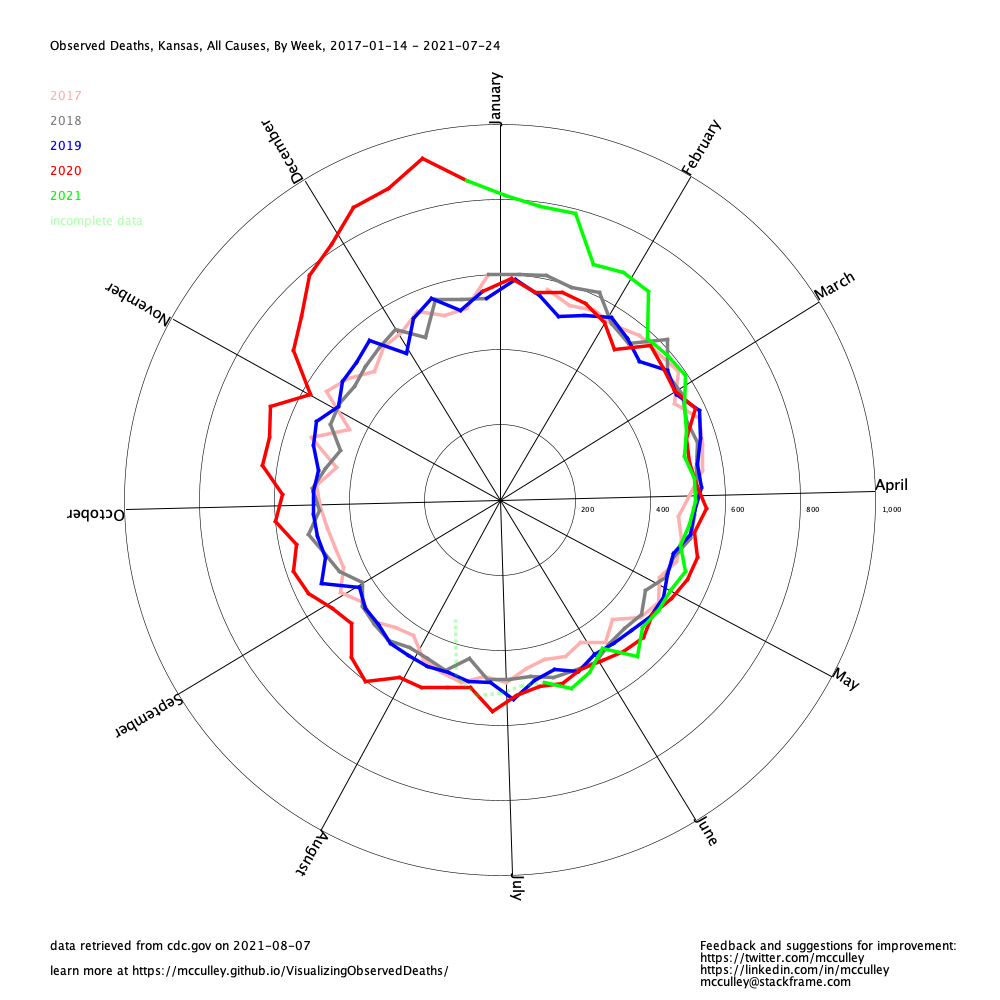 Observed Deaths, Kansas, All Causes, By Week, 2017-01-14 - 2021-07-24
2017
2018
2019
2020
2021
incomplete data
January
February
March
April
May
June
July
August
September
October
November
December
200
400
600
800
1,000
data retrieved from cdc.gov on 2021-08-07
learn more at https://mcculley.github.io/VisualizingObservedDeaths/
Feedback and suggestions for improvement:
https://twitter.com/mcculley
https://linkedin.com/in/mcculley
mcculley@stackframe.com